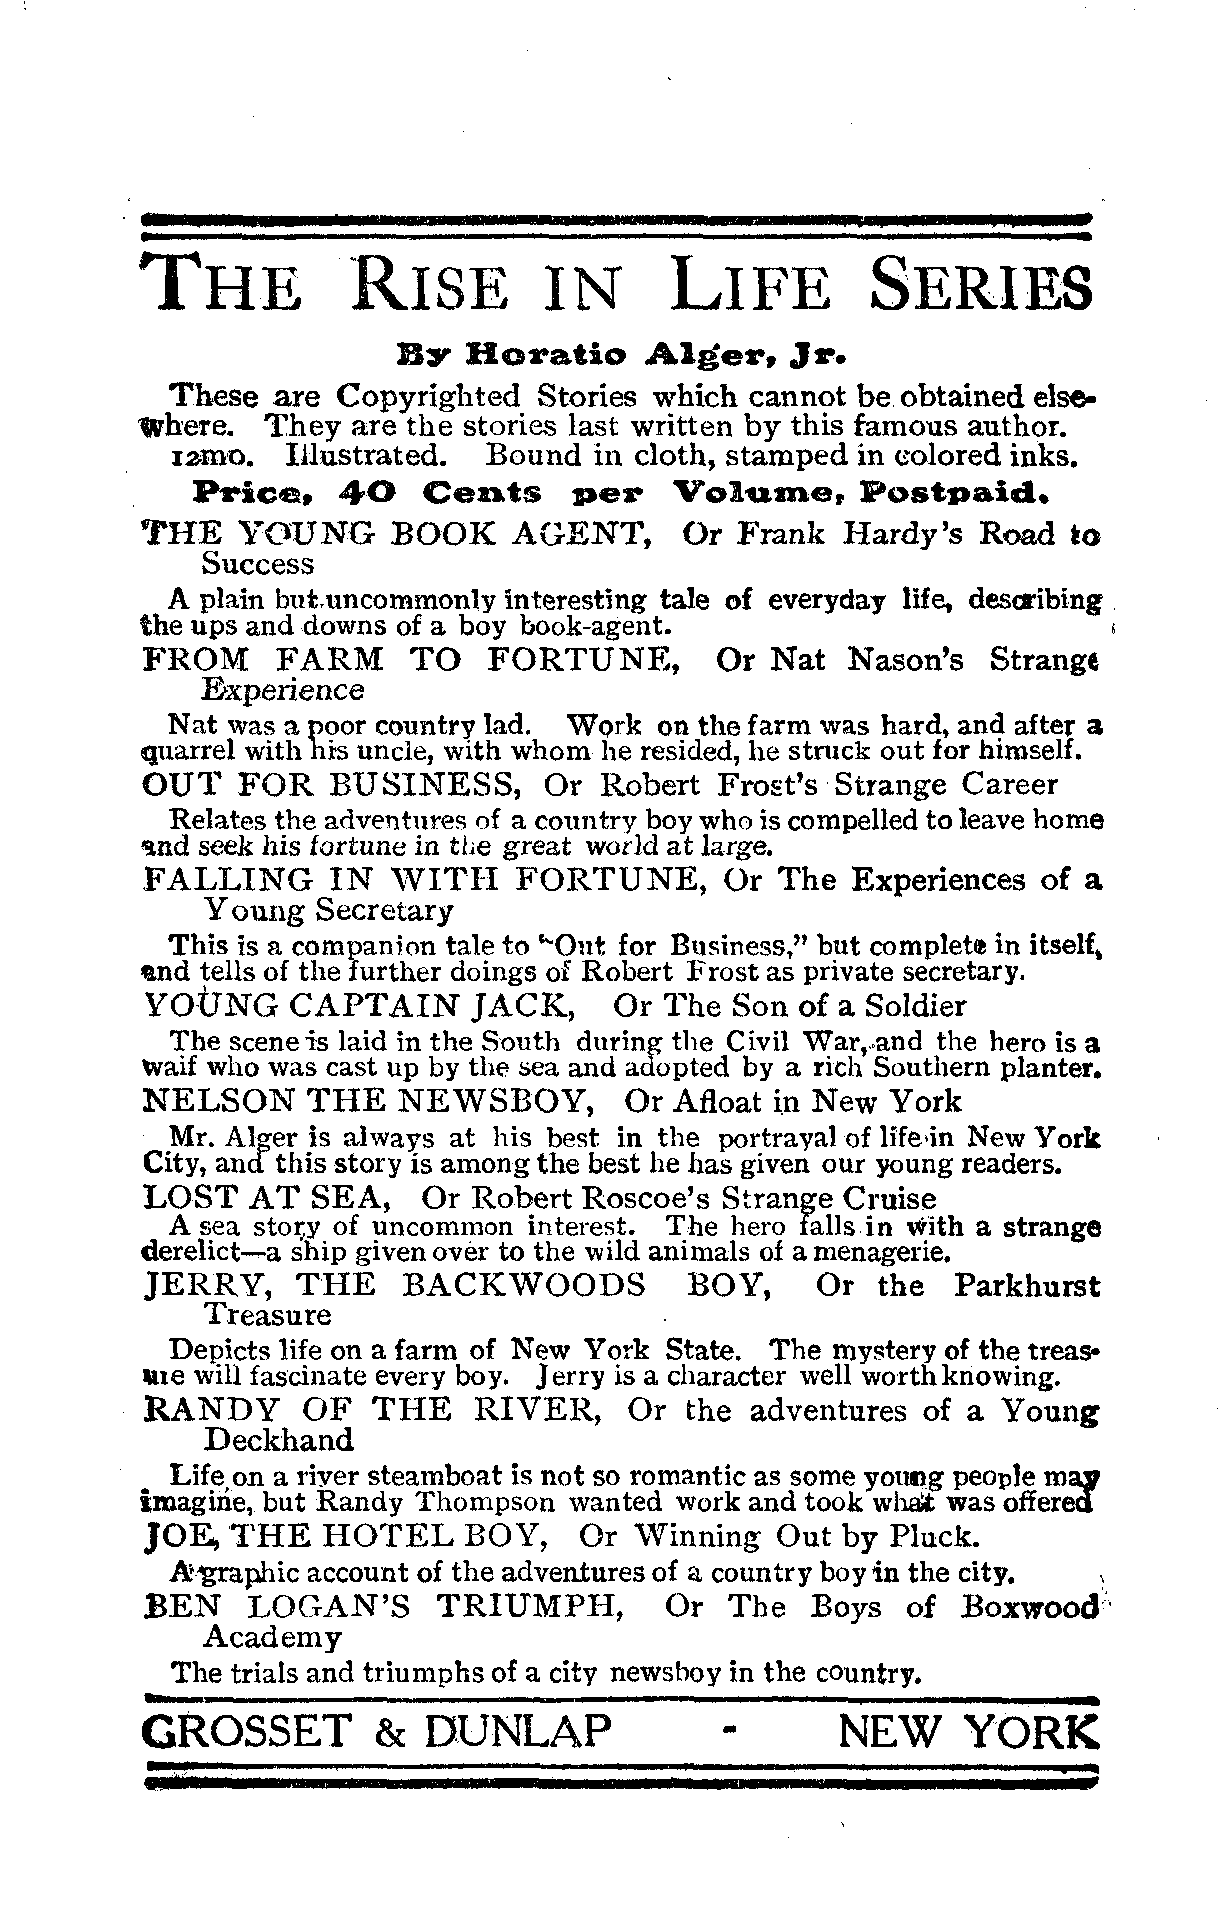 THE RISE IN LIFE SERIES
By Horatio Alger, Jr.
These are Copyrighted Stories which cannot be obtained else-
where. They are the stories last written by this famous author.
12mo. Illustrated. Bound in cloth, stamped in colored inks.
Price, 40 Cents per Volume, Postpaid.
THE YOUNG BOOK AGENT, Or Frank Hardy's Road to
Success
A plain but uncommonly interesting tale of everyday life, describing
the ups and downs of a boy book-agent.
FROM FARM TO FORTUNE, Or Nat Nason's Strange
Experience
Nat was a poor country lad. Work on the farm was hard, and after a
quarrel with his uncle, with whom he resided, he struck out for himself.
OUT FOR BUSINESS, Or Robert Frost's Strange Career
Relates the adventures of a country boy who is compelled to leave home
and seek his fortune in the great world at large.
FALLING IN WITH FORTUNE, Or The Experiences of a
Young Secretary
This is a companion tale to "Out for Business," but complete in itself,
and tells of the further doings of Robert Frost as private secretary.
YOUNG CAPTAIN JACK, Or The Son of a Soldier
The scene is laid in the South during the Civil War, and the hero is a
waif who was cast up by the sea and adopted by a rich Southern planter.
NELSON THE NEWSBOY, Or Afloat in New York
Mr. Alger is always at his best in the portrayal of life in New York
City, and this story is among the best he has given our young readers.
LOST AT SEA, Or Robert Roscoe's Strange Cruise
A sea story of uncommon interest. The hero falls in with a strange
derelict—a ship given over to the wild animals of a menagerie.
JERRY, THE BACKWOODS BOY, Or the Parkhurst
Treasure
Depicts life on a farm of New York State. The mystery of the treas-
ure will fascinate every boy. Jerry is a character well worth knowing.
RANDY OF THE RIVER, Or the adventures of a Young
Deckhand
Life on a river steamboat is not so romantic as some young people may
imagine, but Randy Thompson wanted work and took what was offered
JOE, THE HOTEL BOY, Or Winning Out by Pluck.
A graphic account of the adventures of a country boy in the city.
BEN LOGAN'S TRIUMPH, Or The Boys of Boxwood
Academy
The trials and triumphs of a city newsboy in the country.
GROSSET & DUNLAP - NEW YORK